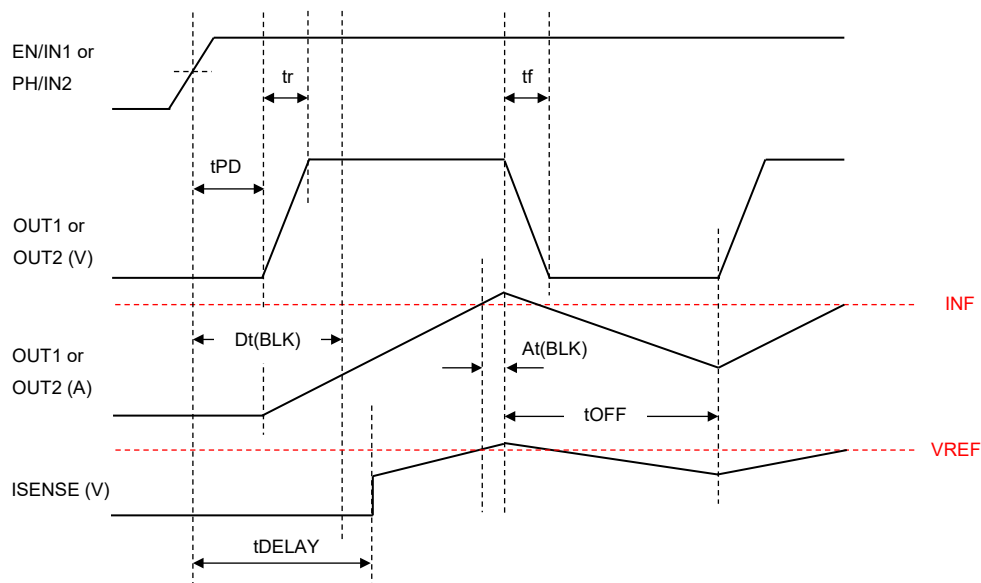 EN/IN1 or
PH/IN2
tr
tf
tPD
OUT1 or
OUT2 (V)
INF
Dt(BLK)
At(BLK)
OUT1 or
OUT2 (A)
tOFF
VREF
ISENSE (V)
tDELAY